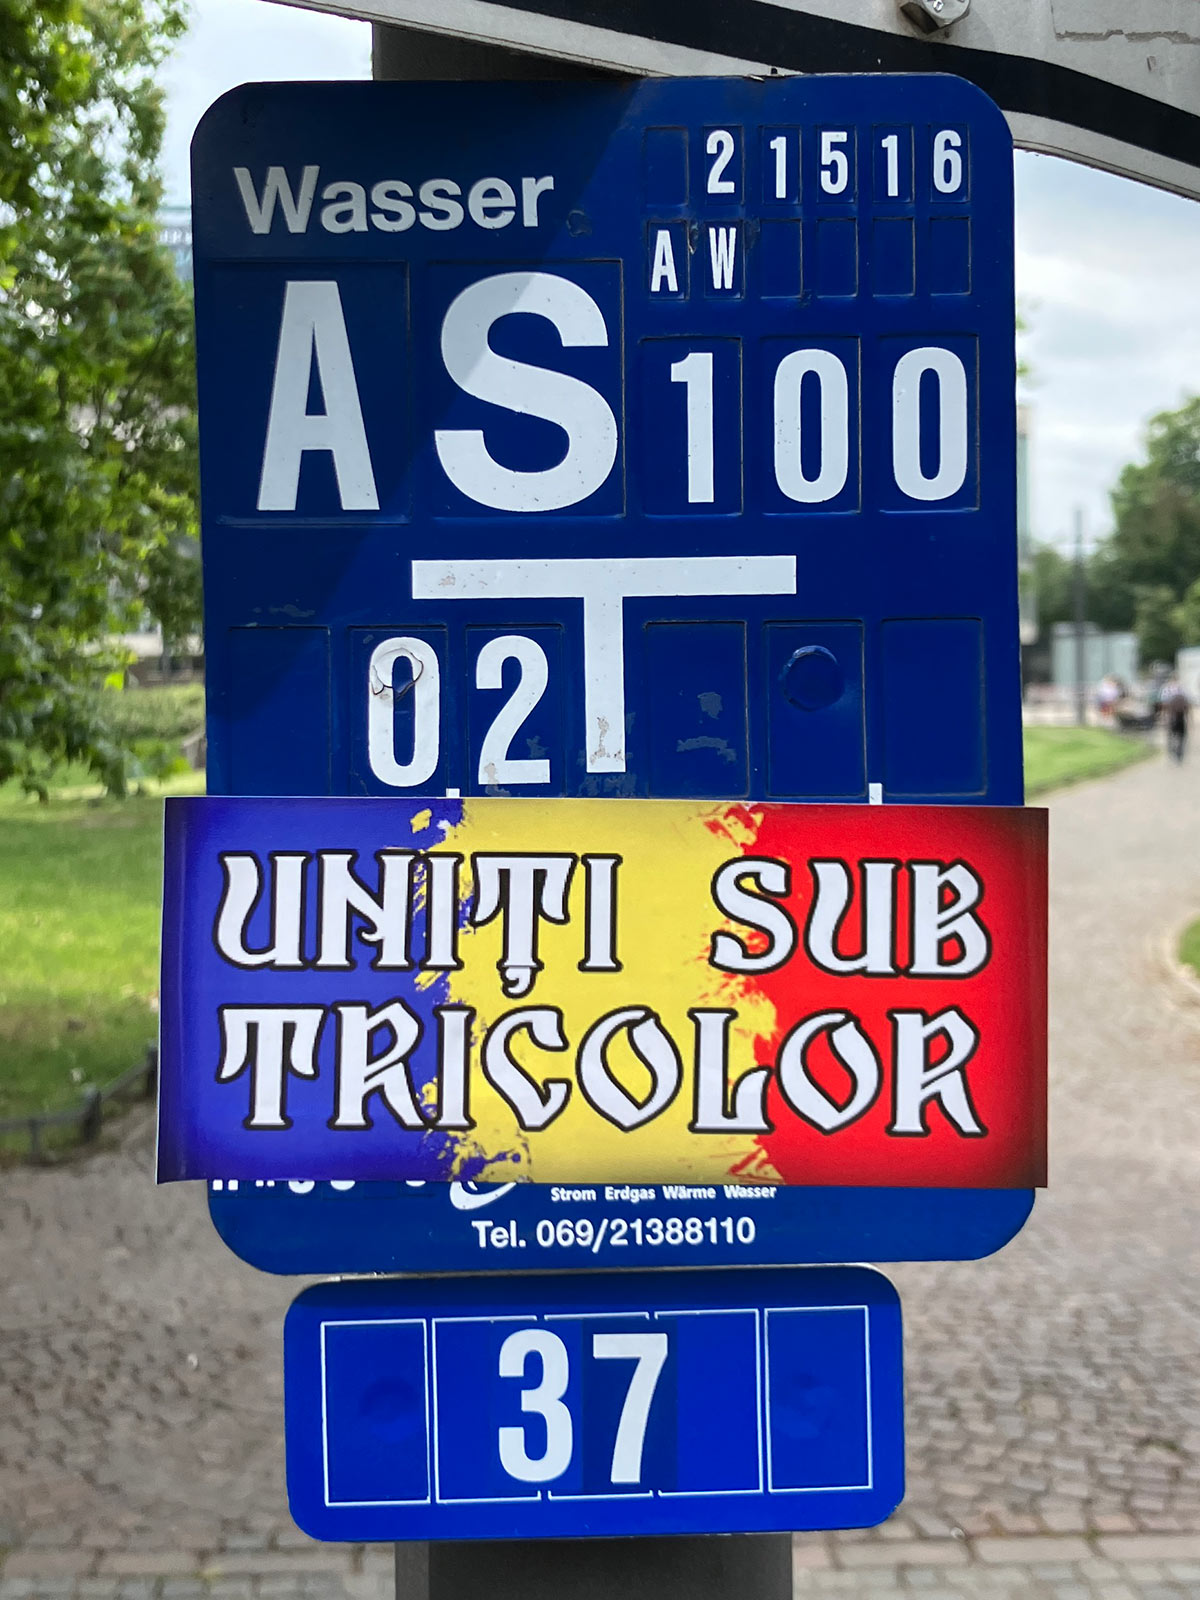 Wasser
21516
AW
AS 100
02
UNIȚI SUB
TRICOLOR
Strom Erdgas Wärme Wasser
Tel. 069/21388110
37